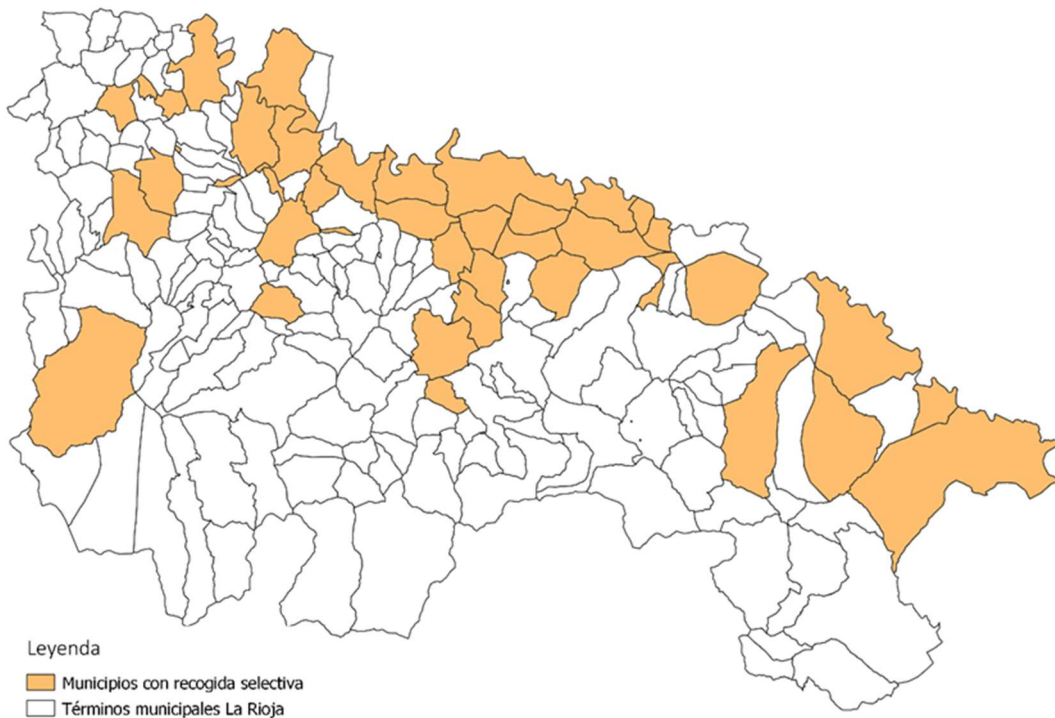 Leyenda
Municipios con recogida selectiva
Términos municipales La Rioja